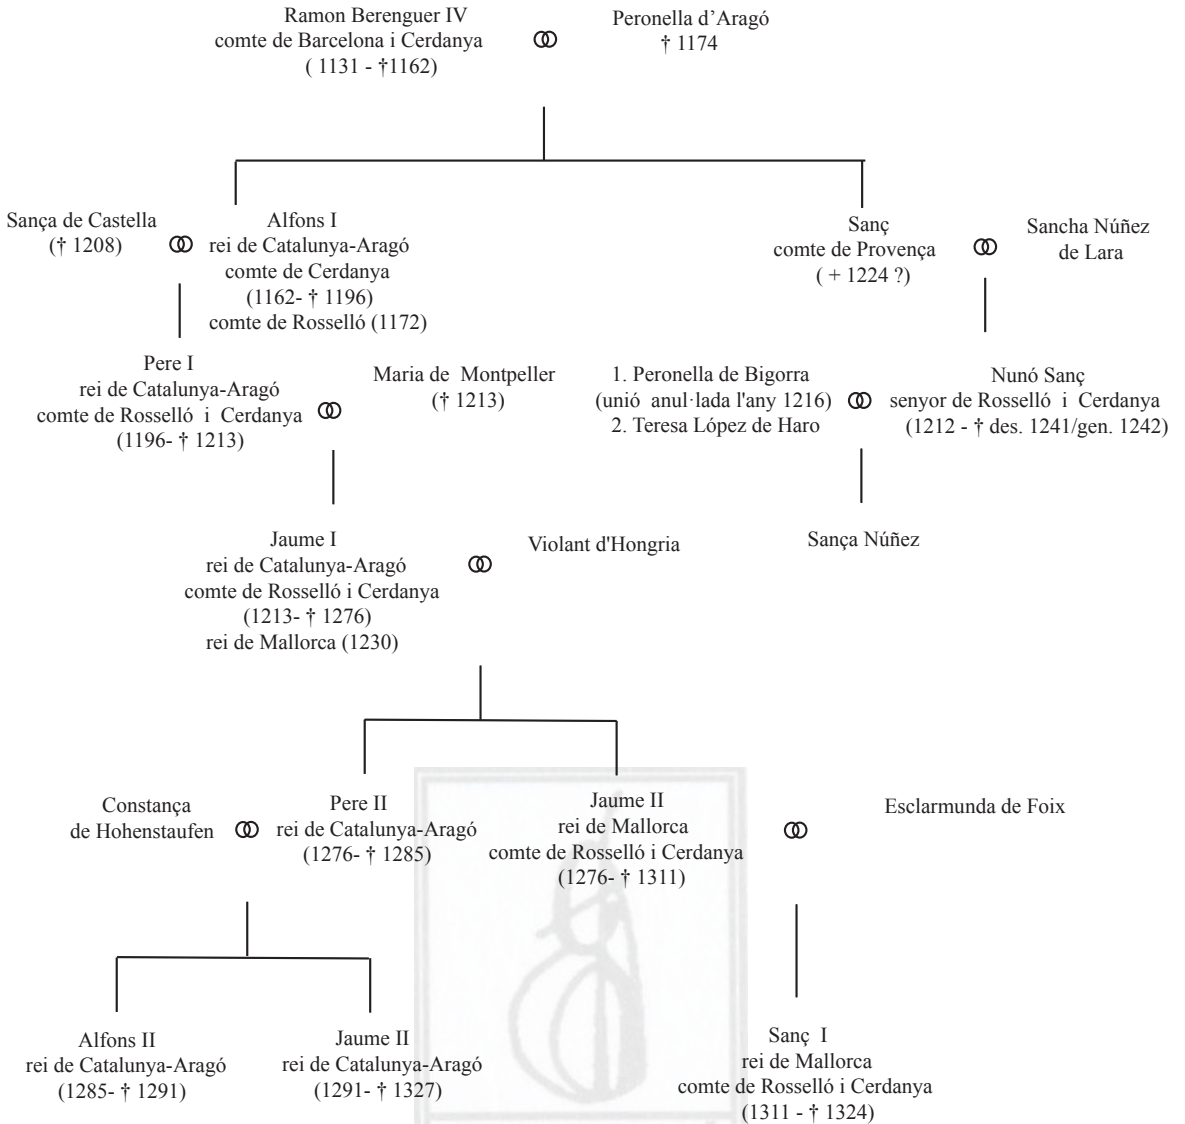 Ramon Berenguer IV
comte de Barcelona i Cerdanya
( 1131 - †1162)
Peronella d’Aragó
† 1174
Sança de Castella
(† 1208)
Alfons I
rei de Catalunya-Aragó
comte de Cerdanya
(1162- † 1196)
comte de Rosselló (1172)
Sanç
comte de Provença
( + 1224 ?)
Sancha Núñez
de Lara
Pere I
rei de Catalunya-Aragó
comte de Rosselló i Cerdanya
(1196- † 1213)
Maria de Montpeller
(† 1213)
1. Peronella de Bigorra
(unió anul·lada l'any 1216)
2. Teresa López de Haro
Nunó Sanç
senyor de Rosselló i Cerdanya
(1212 - † des. 1241/gen. 1242)
Jaume I
rei de Catalunya-Aragó
comte de Rosselló i Cerdanya
(1213- † 1276)
rei de Mallorca (1230)
Violant d'Hongria
Sança Núñez
Constança
de Hohenstaufen
Pere II
rei de Catalunya-Aragó
(1276- † 1285)
Jaume II
rei de Mallorca
comte de Rosselló i Cerdanya
(1276- † 1311)
Esclarmunda de Foix
Alfons II
rei de Catalunya-Aragó
(1285- † 1291)
Jaume II
rei de Catalunya-Aragó
(1291- † 1327)
Sanç I
rei de Mallorca
comte de Rosselló i Cerdanya
(1311 - † 1324)